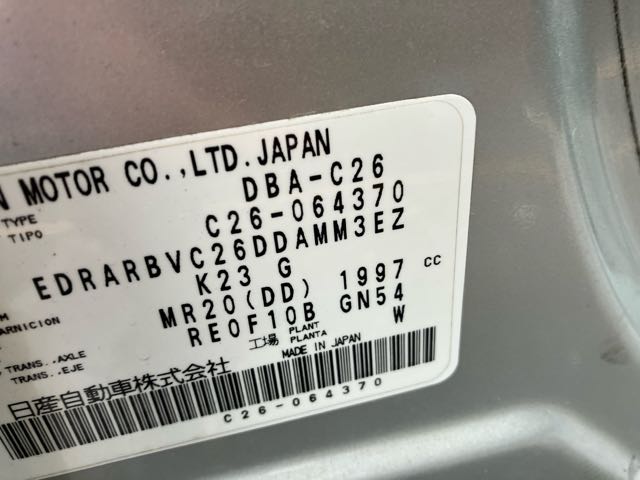 N MOTOR CO.,LTD.JAPAN
TYPE DBA-C26
TIPO C26-064370
EDRARBVC26DDAMM3EZ
K23 G
ARNICION MR20(DD) 1997 CC
RE0F10B GN54
TRANS.,AXLE 工場 PLANT PLANTA W
TRANS.,EJE MADE IN JAPAN
日産自動車株式会社
C26-064370